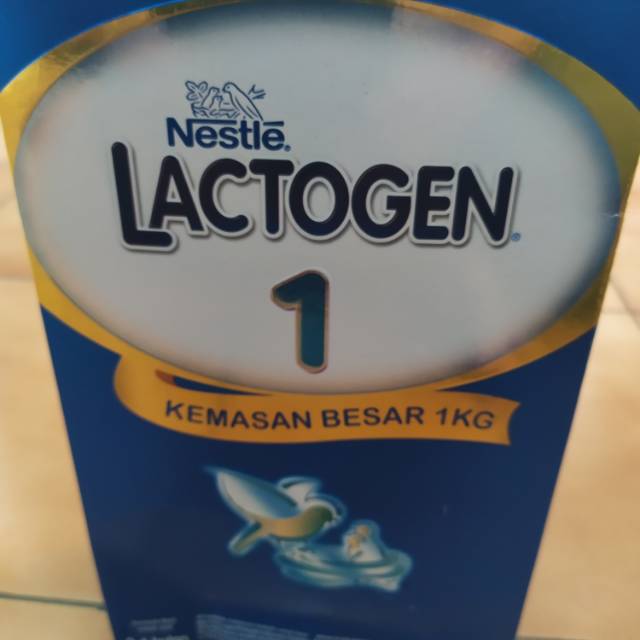 Nestlé®
LACTOGEN®
1
KEMASAN BESAR 1KG